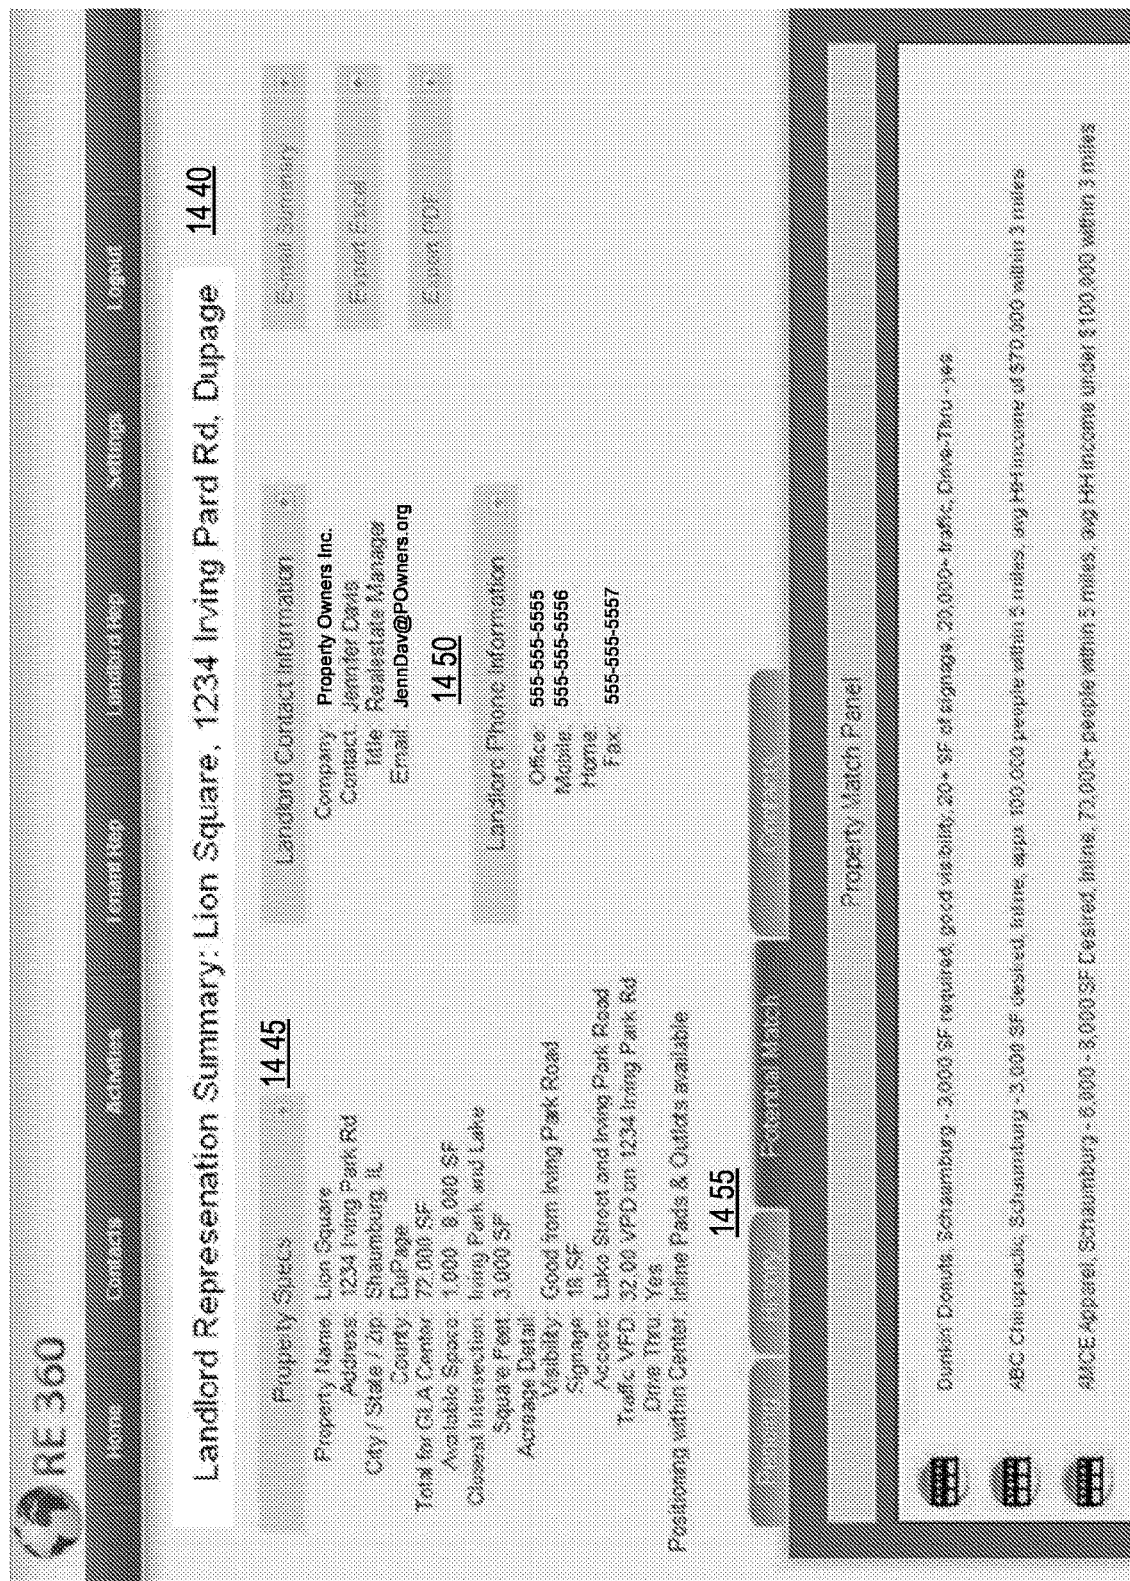 RE 360
Home Contacts Activities Tenant Rep Landlord Rep Settings Logout
Landlord Represenation Summary: Lion Square, 1234 Irving Pard Rd, Dupage 14 40
Property Specs 14 45
Property Name: Lion Square
Address: 1234 Irving Park Rd
City / State / Zip: Shaumburg, IL
County: DuPage
Total for GLA Center: 72,000 SF
Available Space: 1,000 - 8,000 SF
Closest Intersection: Irving Park and Lake
Square Feet: 3,000 SF
Acreage Detail:
Visibility: Good from Irving Park Road
Signage: 18 SF
Access: Lake Street and Irving Park Road
Traffic VPD: 32,00 VPD on 1234 Irving Park Rd
Drive Thru: Yes
Positioning within Center: Inline Pads & Outlots available
14 55
Landlord Contact Information
Company: Property Owners Inc.
Contact: Jennifer Davis
Title: Realestate Manager
Email: JennDav@POwners.org
14 50
Landlord Phone Information
Office: 555-555-5555
Mobile: 555-555-5556
Home:
Fax: 555-555-5557
E-mail Summary
Export Excel
Export PDF
Potential Match
Property Match Panel
Dunkin Donuts, Schaumburg - 3,000 SF required, good visibility, 20+ SF of signage, 20,000+ traffic, Drive-Thru - yes
ABC Chiropractic, Schaumburg - 3,000 SF desired, Inline, appx 100,000 people within 5 miles, avg HH income of $70,000 within 3 miles
AMCE Apparel, Schaumburg - 6,000 - 8,000 SF Desired, Inline, 70,000+ people within 5 miles, avg HH income under $100,000 within 3 miles